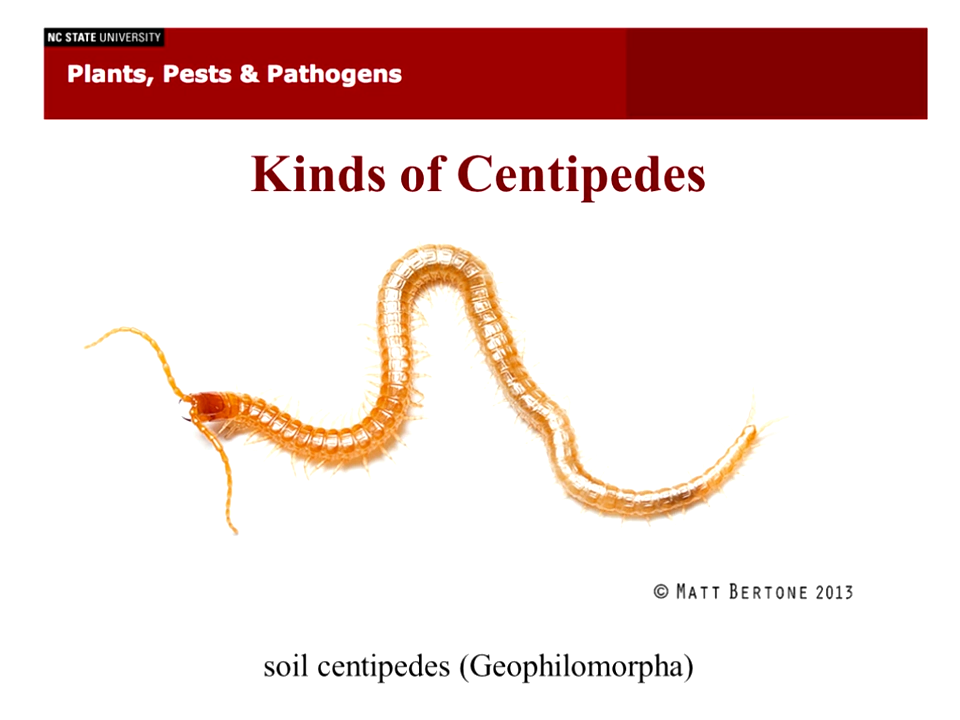 NC STATE UNIVERSITY
Plants, Pests & Pathogens
Kinds of Centipedes
© MATT BERTONE 2013
soil centipedes (Geophilomorpha)